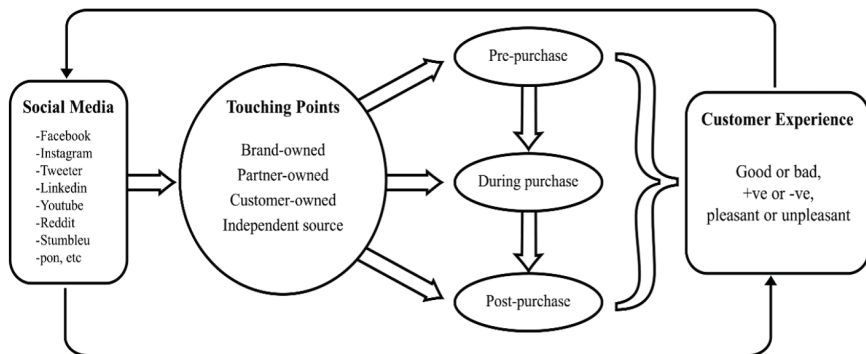 Social Media
-Facebook
-Instagram
-Tweeter
-Linkedin
-Youtube
-Reddit
-Stumbleu
-pon, etc
Touching Points
Brand-owned
Partner-owned
Customer-owned
Independent source
Pre-purchase
During purchase
Post-purchase
Customer Experience
Good or bad,
+ve or -ve,
pleasant or unpleasant